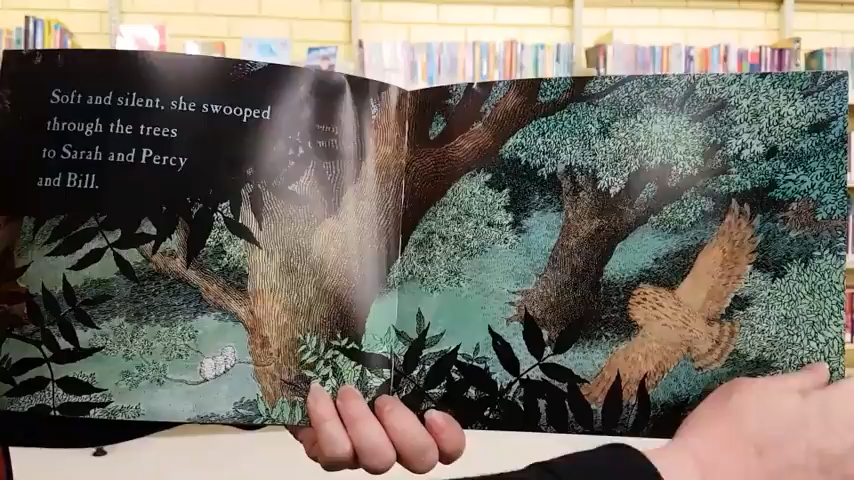 Soft and silent, she swooped
through the trees
to Sarah and Percy
and Bill.